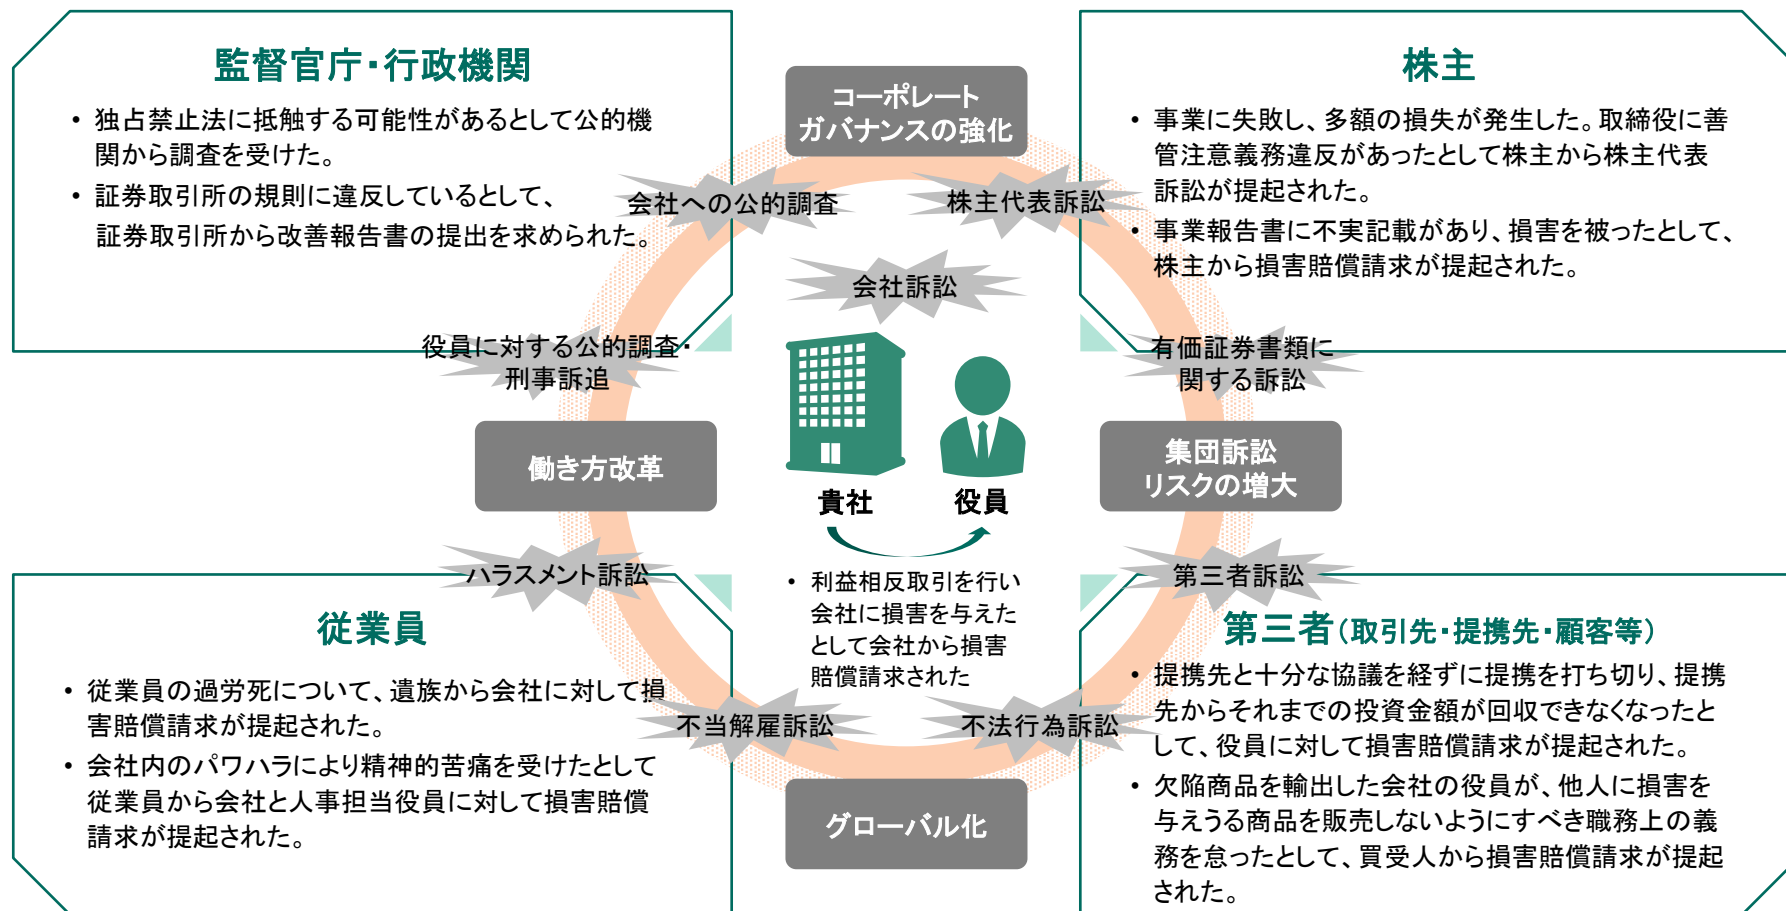 監督官庁・行政機関
• 独占禁止法に抵触する可能性があるとして公的機
関から調査を受けた。
• 証券取引所の規則に違反しているとして、
証券取引所から改善報告書の提出を求められた。
コーポレート
ガバナンスの強化
株主
• 事業に失敗し、多額の損失が発生した。取締役に善
管注意義務違反があったとして株主から株主代表
訴訟が提起された。
• 事業報告書に不実記載があり、損害を被ったとして、
株主から損害賠償請求が提起された。
会社への公的調査
株主代表訴訟
会社訴訟
役員に対する公的調査・
刑事訴追
有価証券書類に
関する訴訟
働き方改革
貴社
役員
集団訴訟
リスクの増大
ハラスメント訴訟
• 利益相反取引を行い
会社に損害を与えた
として会社から損害
賠償請求された
第三者訴訟
従業員
• 従業員の過労死について、遺族から会社に対して損
害賠償請求が提起された。
• 会社内のパワハラにより精神的苦痛を受けたとして
従業員から会社と人事担当役員に対して損害賠償
請求が提起された。
不当解雇訴訟
不法行為訴訟
グローバル化
第三者（取引先・提携先・顧客等）
• 提携先と十分な協議を経ずに提携を打ち切り、提携
先からそれまでの投資金額が回収できなくなったと
して、役員に対して損害賠償請求が提起された。
• 欠陥商品を輸出した会社の役員が、他人に損害を
与えうる商品を販売しないようにすべき職務上の義
務を怠ったとして、買受人から損害賠償請求が提起
された。